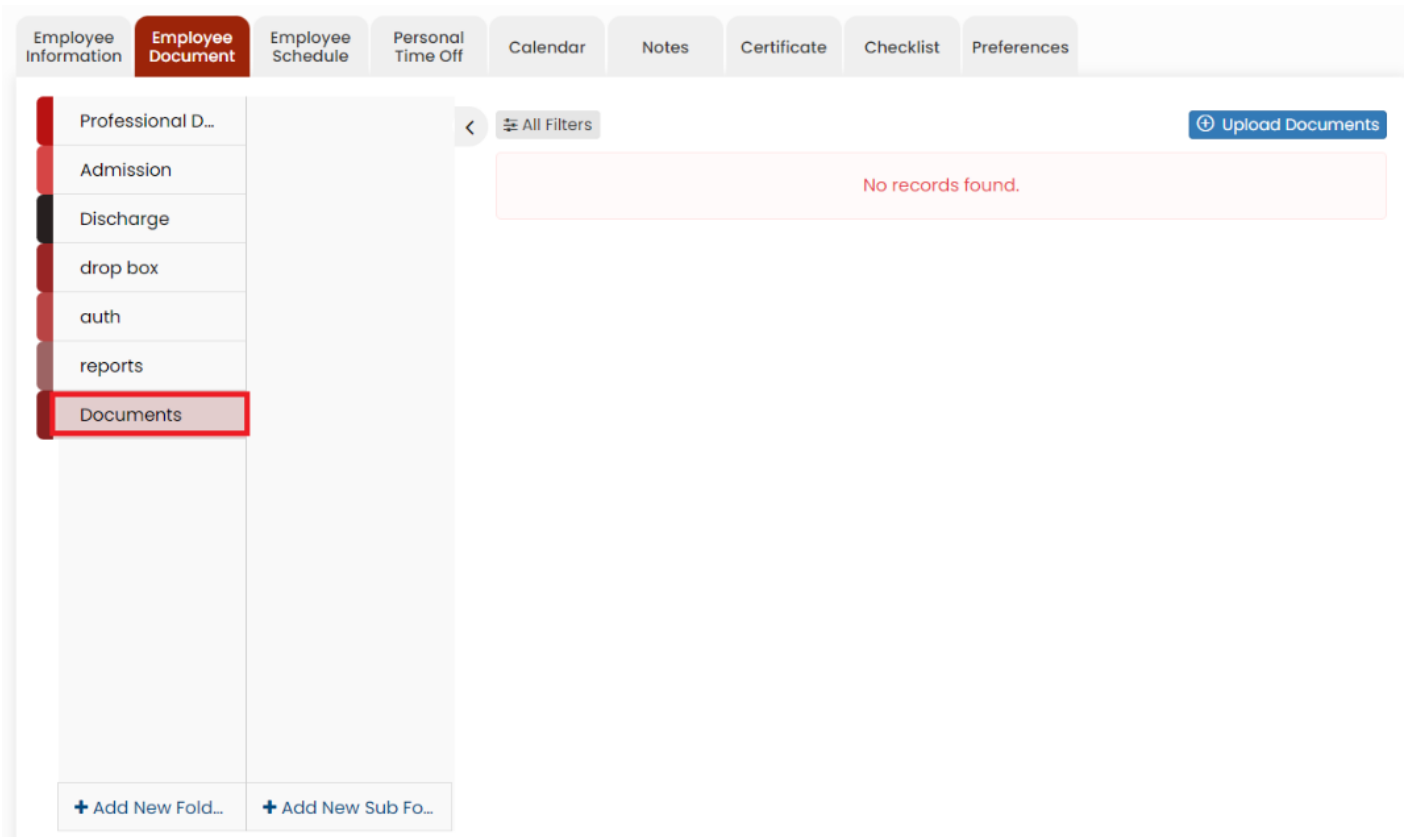 Employee Information
Employee Document
Employee Schedule
Personal Time Off
Calendar
Notes
Certificate
Checklist
Preferences
Professional D...
Admission
Discharge
drop box
auth
reports
Documents
+ Add New Fold...
+ Add New Sub Fo...
All Filters
Upload Documents
No records found.